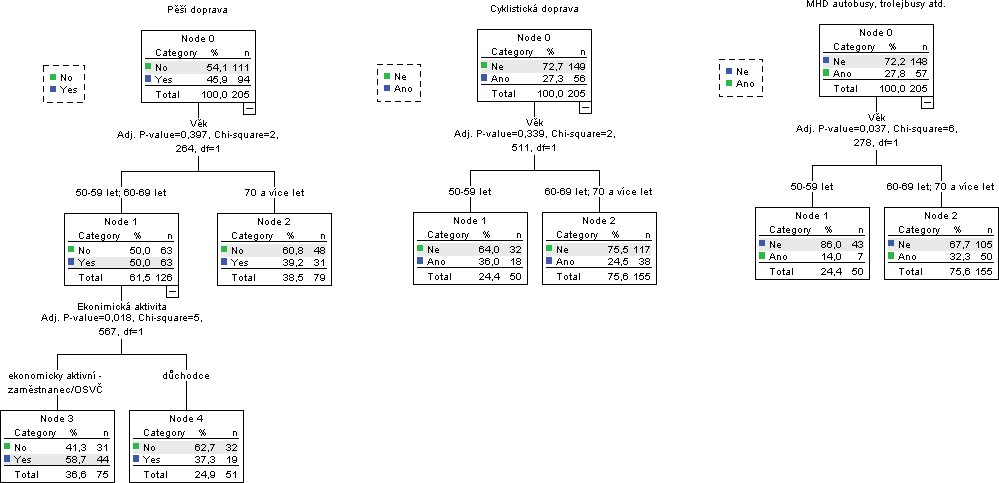 Pěší doprava
No
Yes
Node 0
Category % n
No 54,1 111
Yes 45,9 94
Total 100,0 205
Věk
Adj. P-value=0,397, Chi-square=2,
264, df=1
50-59 let; 60-69 let
70 a více let
Node 1
Category % n
No 50,0 63
Yes 50,0 63
Total 61,5 126
Node 2
Category % n
No 60,8 48
Yes 39,2 31
Total 38,5 79
Ekonimická aktivita
Adj. P-value=0,018, Chi-square=5,
567, df=1
ekonomicky aktivní -
zaměstnanec/OSVČ
důchodce
Node 3
Category % n
No 41,3 31
Yes 58,7 44
Total 36,6 75
Node 4
Category % n
No 62,7 32
Yes 37,3 19
Total 24,9 51
Cyklistická doprava
Ne
Ano
Node 0
Category % n
Ne 72,7 149
Ano 27,3 56
Total 100,0 205
Věk
Adj. P-value=0,339, Chi-square=2,
511, df=1
50-59 let
60-69 let; 70 a více let
Node 1
Category % n
Ne 64,0 32
Ano 36,0 18
Total 24,4 50
Node 2
Category % n
Ne 75,5 117
Ano 24,5 38
Total 75,6 155
MHD autobusy, trolejbusy atd.
Ne
Ano
Node 0
Category % n
Ne 72,2 148
Ano 27,8 57
Total 100,0 205
Věk
Adj. P-value=0,037, Chi-square=6,
278, df=1
50-59 let
60-69 let; 70 a více let
Node 1
Category % n
Ne 86,0 43
Ano 14,0 7
Total 24,4 50
Node 2
Category % n
Ne 67,7 105
Ano 32,3 50
Total 75,6 155